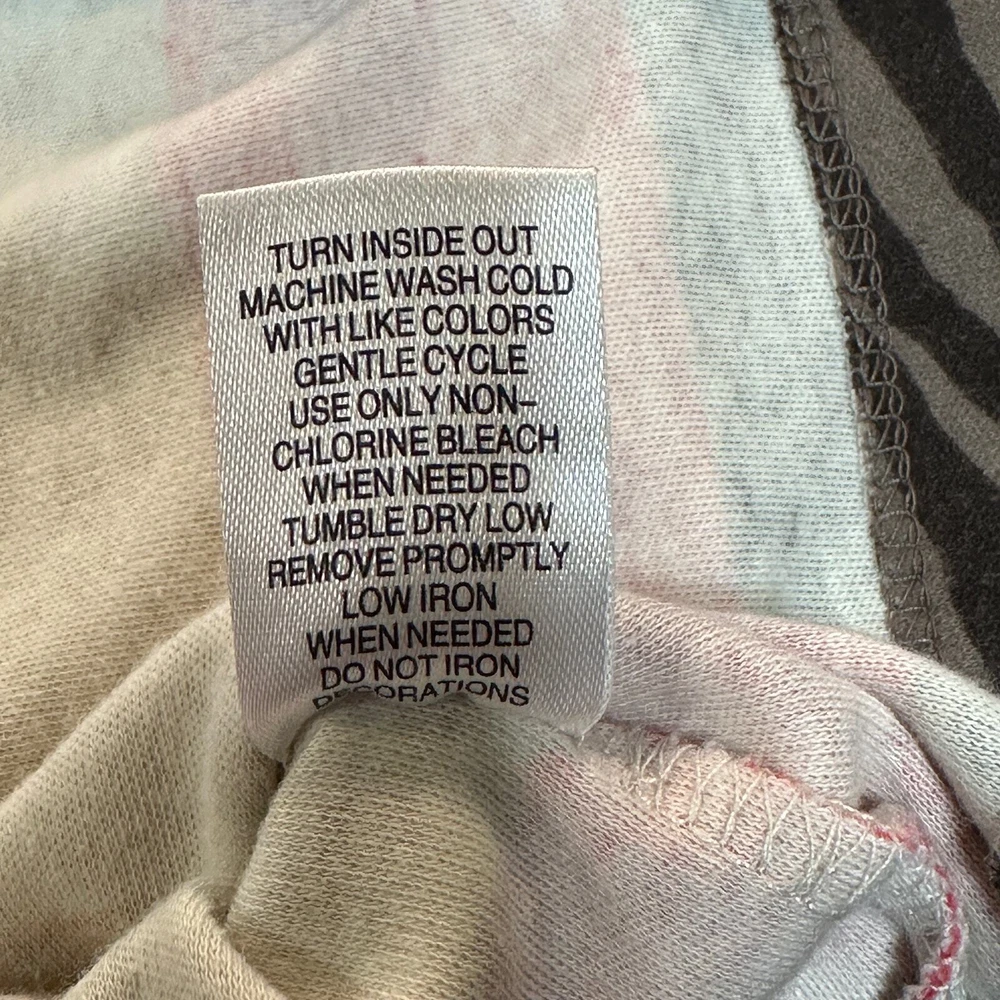 TURN INSIDE OUT
MACHINE WASH COLD
WITH LIKE COLORS
GENTLE CYCLE
USE ONLY NON-
CHLORINE BLEACH
WHEN NEEDED
TUMBLE DRY LOW
REMOVE PROMPTLY
LOW IRON
WHEN NEEDED
DO NOT IRON
DECORATIONS